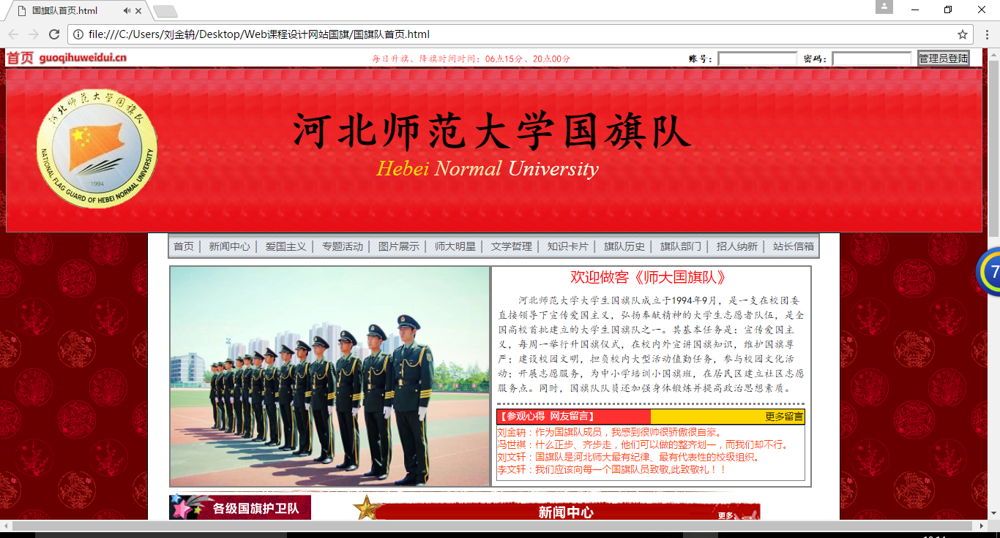 国旗队首页.html
file:///C:/Users/刘金钠/Desktop/Web课程设计网站国旗/国旗队首页.html
首页 guoqihuweidui.cn
每日升旗、降旗时间时间：06点15分、20点00分
账号： 密码： 管理员登陆
河北师范大学国旗队
NATIONAL FLAG GUARD OF HEBEI NORMAL UNIVERSITY
1994
河北师范大学国旗队
Hebei Normal University
首页│ 新闻中心│ 爱国主义│ 专题活动│ 图片展示│ 师大明星│ 文学哲理│ 知识卡片│ 旗队历史│ 旗队部门│ 招人纳新│ 站长信箱
欢迎做客《师大国旗队》
河北师范大学大学生国旗队成立于1994年9月，是一支在校团委
直接领导下宣传爱国主义，弘扬奉献精神的大学生志愿者队伍，是全
国高校首批建立的大学生国旗队之一。其基本任务是：宣传爱国主
义，每周一举行升国旗仪式，在校内外宣讲国旗知识，维护国旗尊
严；建设校园文明，担负校内大型活动值勤任务，参与校园文化活
动；开展志愿服务，为中小学培训小国旗班，在居民区建立社区志愿
服务点。同时，国旗队队员还加强身体锻炼并提高政治思想素质。
【参观心得 网友留言】 更多留言
刘金钠：作为国旗队成员，我感到很帅很骄傲很自豪。
冯世祺：什么正步、齐步走，他们可以做的整齐划一，而我们却不行。
刘文轩：国旗队是河北师大最有纪律、最有代表性的校级组织。
李文轩：我们应该向每一个国旗队员致敬,此致敬礼！！
7
各级国旗护卫队
新闻中心
更多